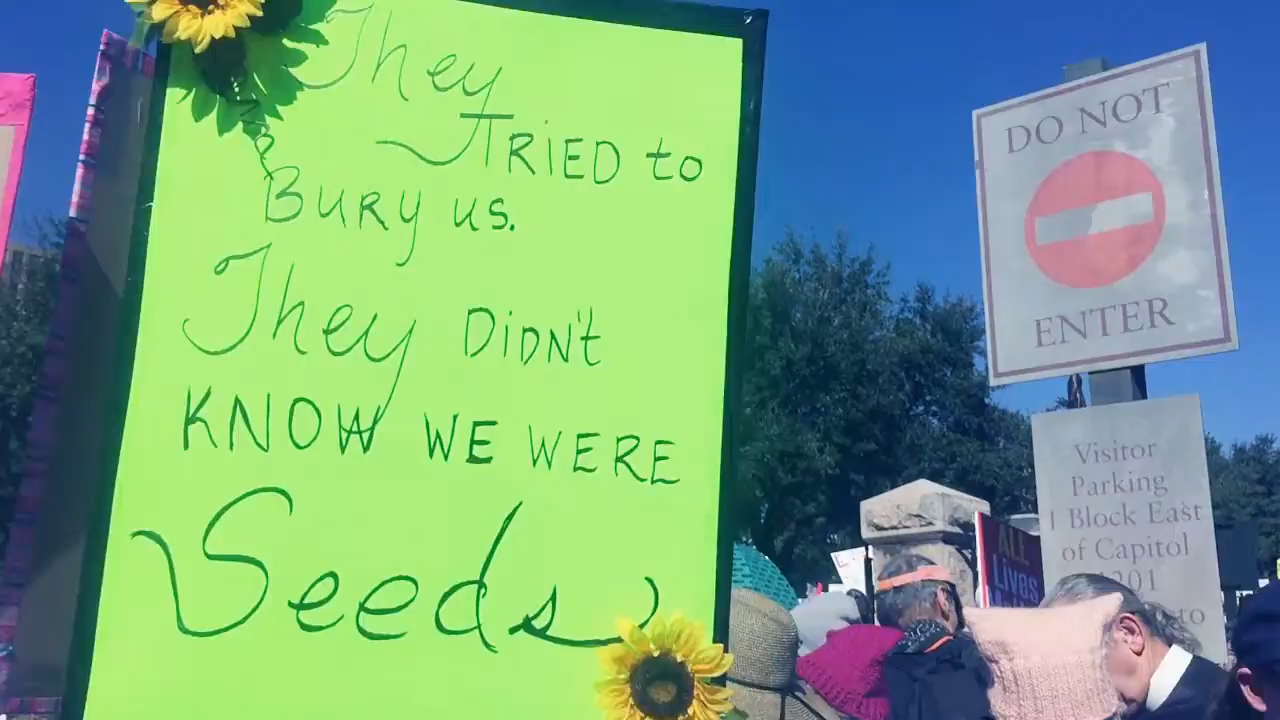 They
TRIED to
BURY us.
They DIDN't
KNOW WE WERE
Seeds
DO NOT
ENTER
Visitor
Parking
1 Block East
of Capitol
ALL
Lives